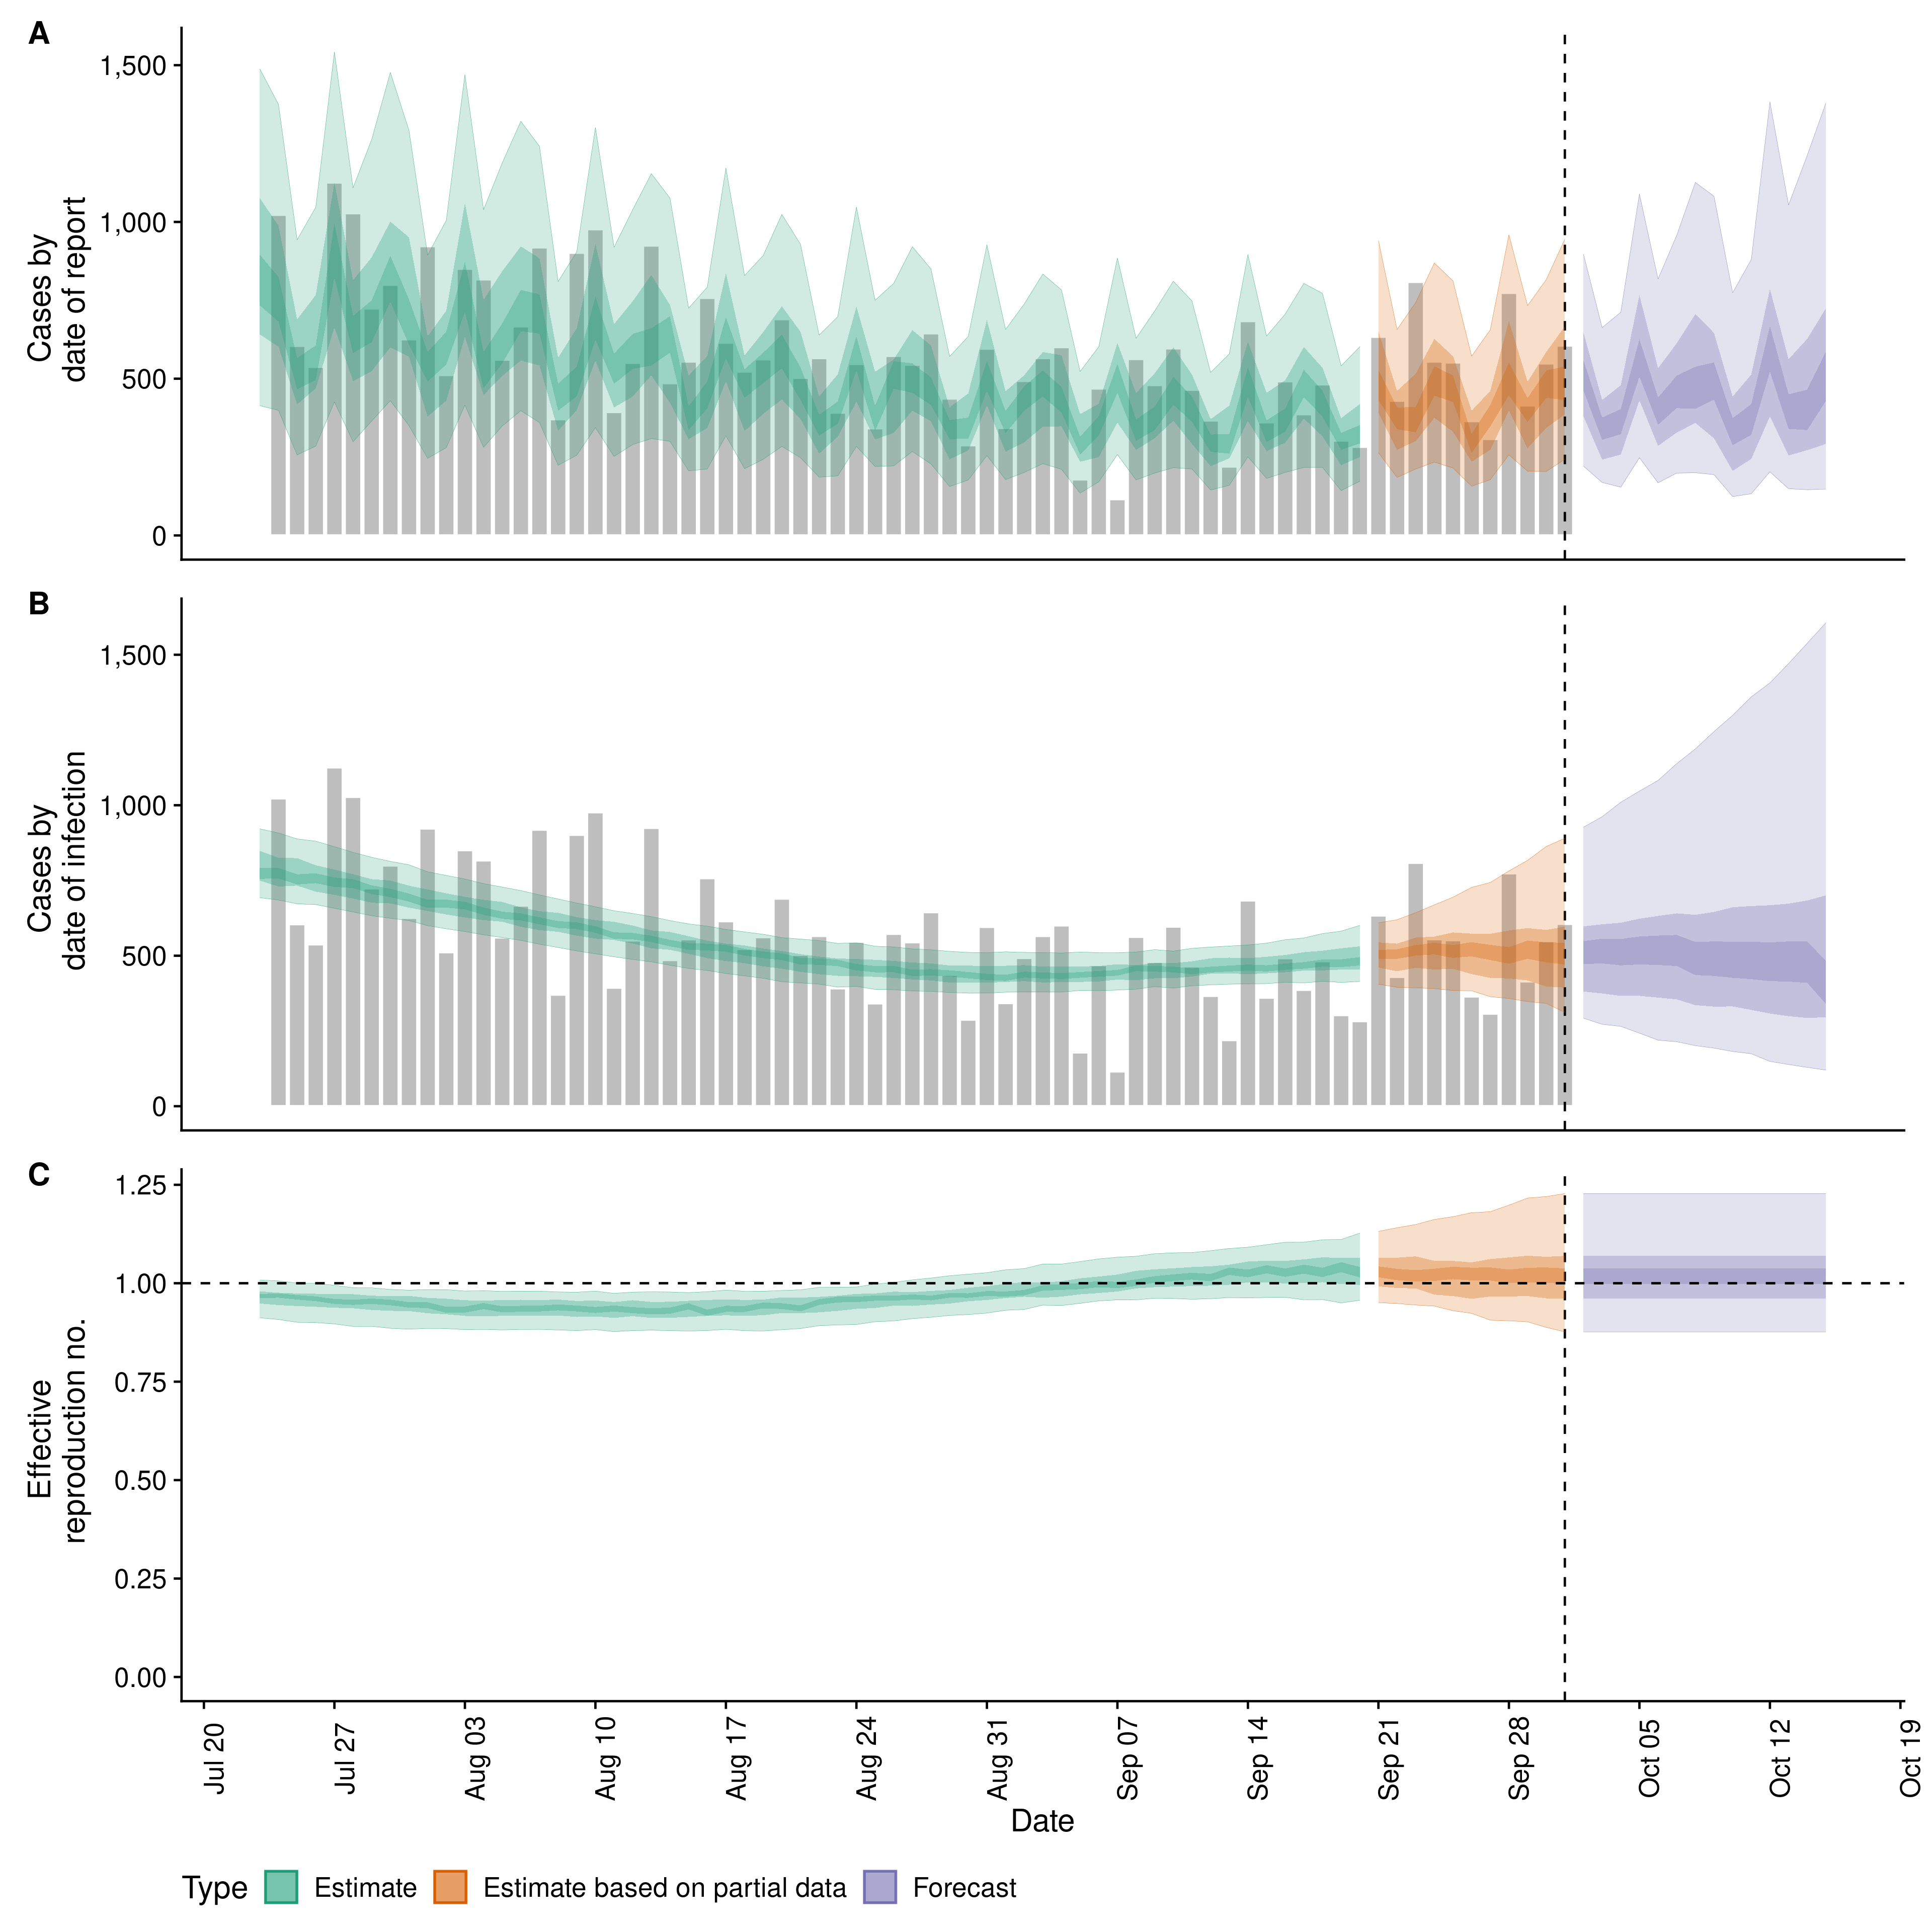 A
1,500
1,000
500
0
Cases by
date of report
B
1,500
1,000
500
0
Cases by
date of infection
C
1.25
1.00
0.75
0.50
0.25
0.00
Effective
reproduction no.
Jul 20
Jul 27
Aug 03
Aug 10
Aug 17
Aug 24
Aug 31
Sep 07
Sep 14
Sep 21
Sep 28
Oct 05
Oct 12
Oct 19
Date
Type Estimate Estimate based on partial data Forecast